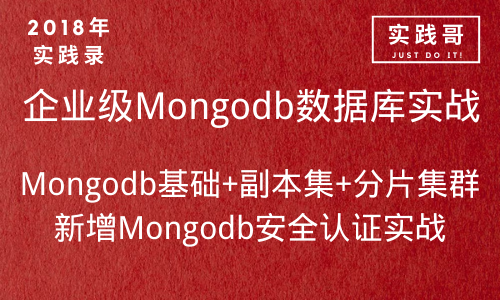 2018年
实践录
实践哥
JUST DO IT!
企业级Mongodb数据库实战
Mongodb基础+副本集+分片集群
新增Mongodb安全认证实战